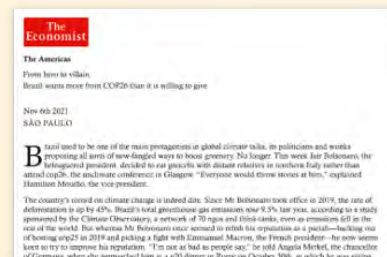 The
Economist
The Americas
From hero to villain
Brazil wants more from COP26 than it is willing to give
Nov 6th 2021
SÃO PAULO
Brazil used to be one of the main protagonists in global climate talks, its politicians and wonks
proposing all sorts of new-fangled ways to boost greenery. No longer. This week Jair Bolsonaro, the
beleaguered president, decided to eat gnocchi with distant relatives in northern Italy rather than
attend cop26, the unclimate conference in Glasgow. "Everyone would throw stones at him," explained
Hamilton Mourão, the vice-president.
The country's record on climate change is indeed dire. Since Mr Bolsonaro took office in 2019, the rate of
deforestation is up by 45%. Brazil's total greenhouse-gas emissions rose 9.5% last year, according to a study
sponsored by the Climate Observatory, a network of 70 ngos and think-tanks, even as emissions fell in the
rest of the world. But whereas Mr Bolsonaro once seemed to relish his reputation as a pariah—backing out
of hosting cop25 in 2019 and picking a fight with Emmanuel Macron, the French president—he now seems
keen to try to improve his reputation. "I'm not as bad as people say," he told Angela Merkel, the chancellor
of Germany, when she approached him at a g20 dinner in Rome on October 30th, at which he was sitting